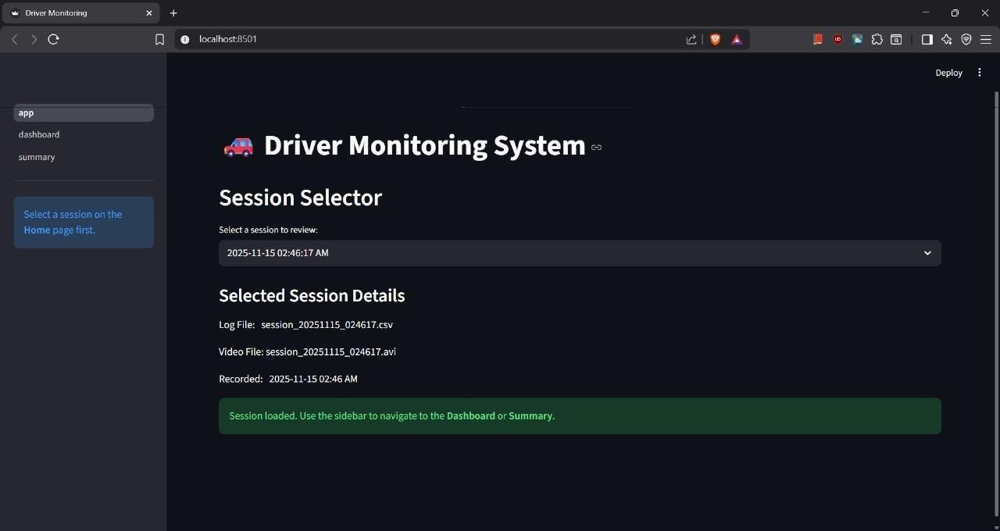 Driver Monitoring
localhost:8501
UD
Deploy
app
dashboard
summary
Select a session on the
Home page first.
Driver Monitoring System
Session Selector
Select a session to review:
2025-11-15 02:46:17 AM
Selected Session Details
Log File: session_20251115_024617.csv
Video File: session_20251115_024617.avi
Recorded: 2025-11-15 02:46 AM
Session loaded. Use the sidebar to navigate to the Dashboard or Summary.